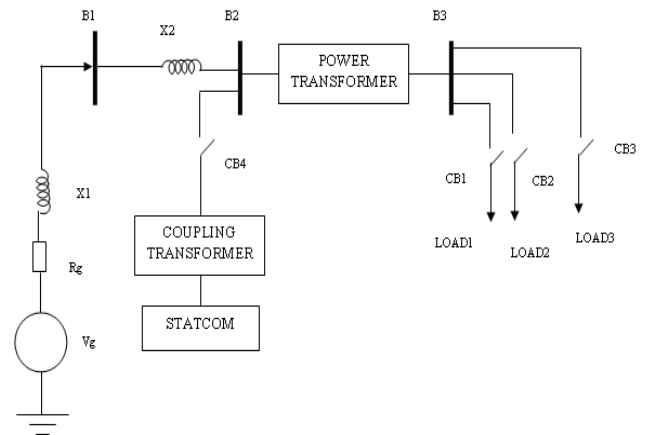 B1
X2
B2
B3
POWER
TRANSFORMER
CB4
CB1
CB2
CB3
X1
COUPLING
TRANSFORMER
LOAD1
LOAD2
LOAD3
Rg
STATCOM
Vg